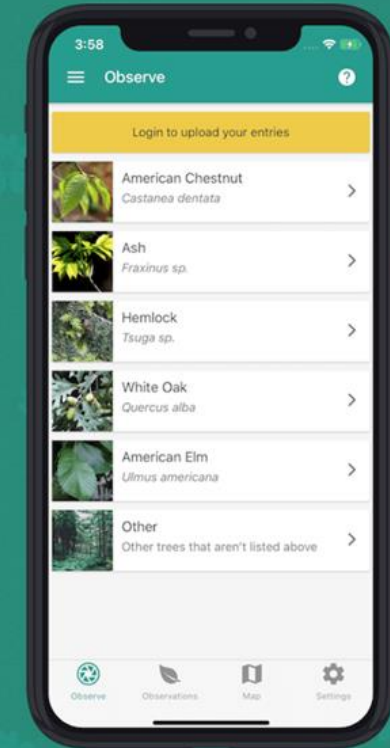 3:58
Observe
?
Login to upload your entries
American Chestnut
Castanea dentata
Ash
Fraxinus sp.
Hemlock
Tsuga sp.
White Oak
Quercus alba
American Elm
Ulmus americana
Other
Other trees that aren't listed above
Observe Observations Map Settings